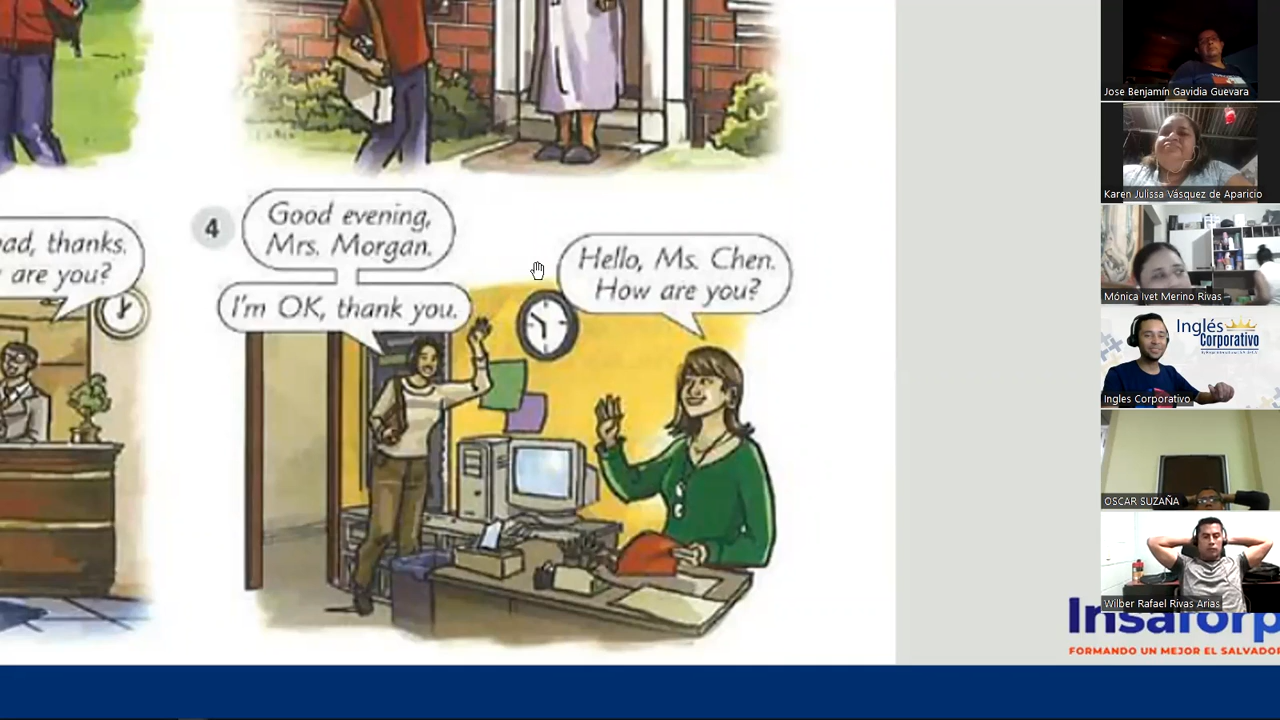 4
Good evening,
Mrs. Morgan.
I'm OK, thank you.
Hello, Ms. Chen.
How are you?
ad, thanks.
are you?
Jose Benjamín Gavidia Guevara
Karen Julissa Vásquez de Aparicio
Mónica Ivet Merino Rivas
Inglés
Corporativo
Ingles Corporativo
OSCAR SUZAÑA
Wilber Rafael Rivas Arias
Insaforp
FORMANDO UN MEJOR EL SALVADOR